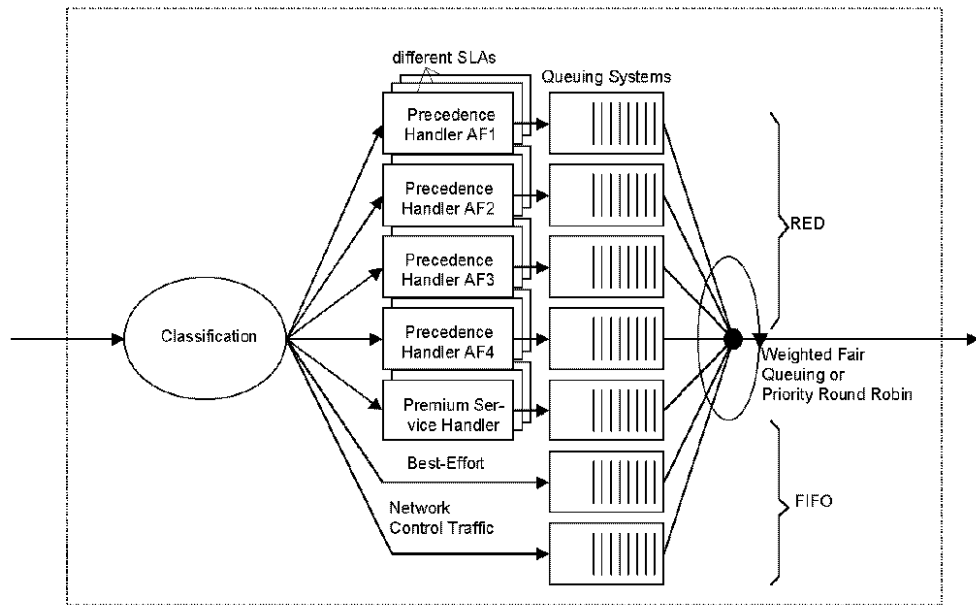 different SLAs
Queuing Systems
Precedence
Handler AF1
Precedence
Handler AF2
RED
Precedence
Handler AF3
Classification
Precedence
Handler AF4
Weighted Fair
Queuing or
Priority Round Robin
Premium Ser-
vice Handler
Best-Effort
Network
Control Traffic
FIFO